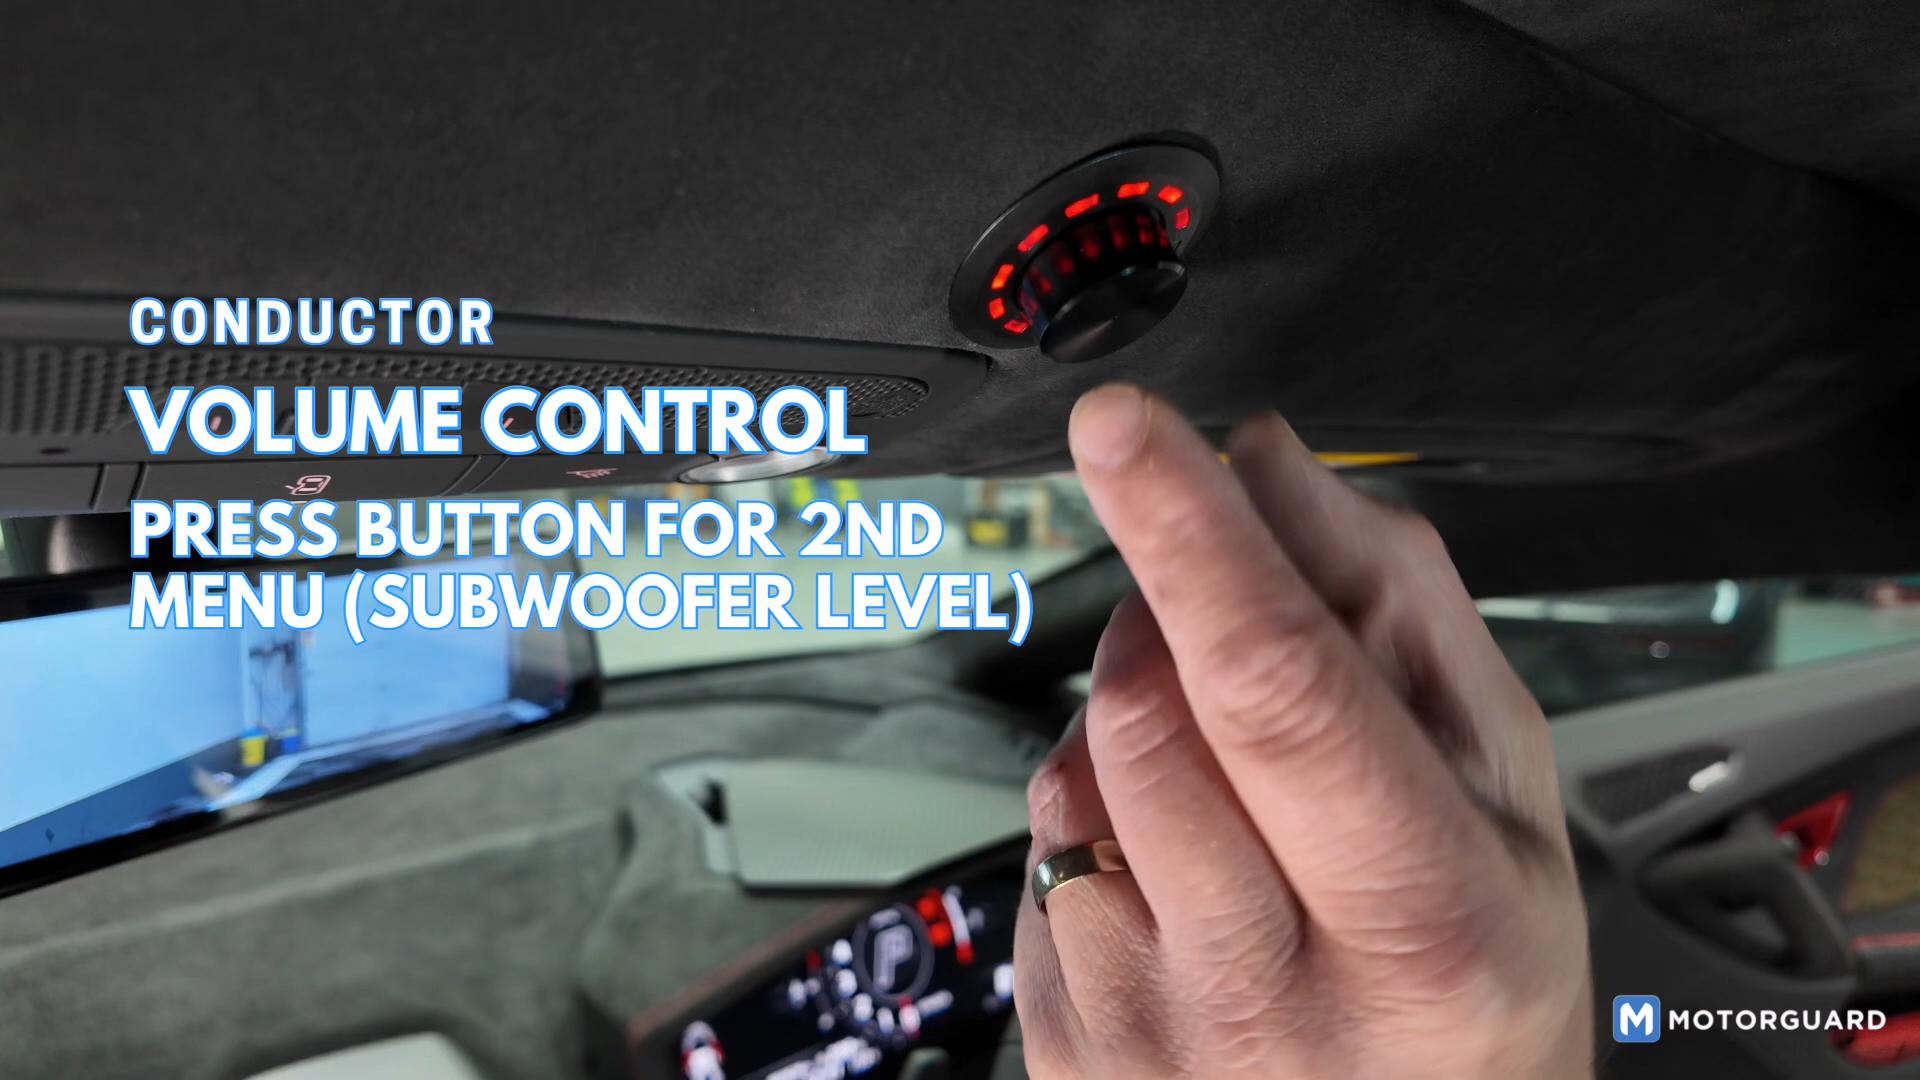 CONDUCTOR
VOLUME CONTROL
PRESS BUTTON FOR 2ND
MENU (SUBWOOFER LEVEL)
M MOTORGUARD